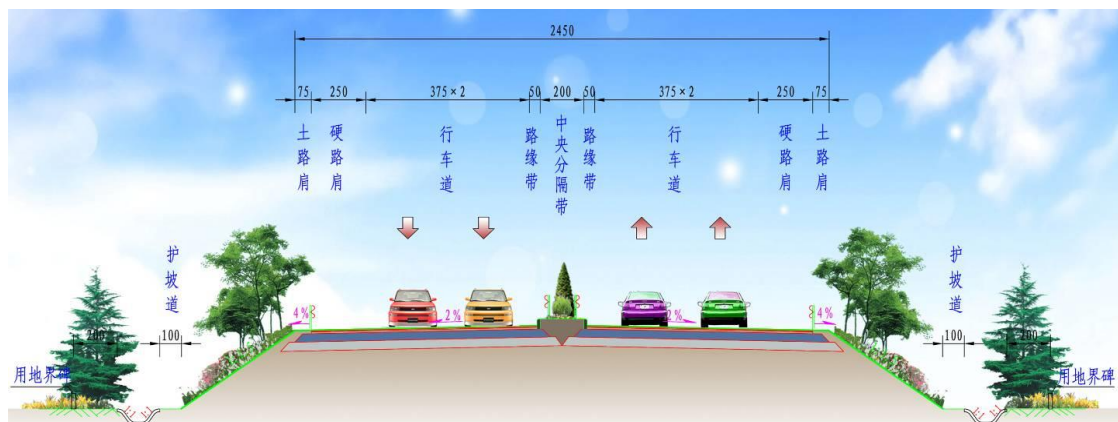 2450
75
250
375×2
50
200
50
375×2
250
75
土路肩
硬路肩
行车道
路缘带
中央分隔带
路缘带
行车道
硬路肩
土路肩
护坡道
护坡道
4%
2%
2%
4%
200
100
100
200
用地界碑
用地界碑